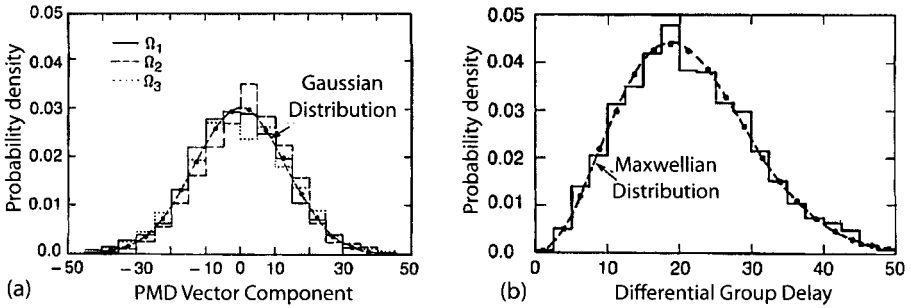 0.05
0.04
0.03
0.02
0.01
0.0
Probability density
Ω1
Ω2
Ω3
Gaussian
Distribution
−50
−30
−10
0
10
30
50
PMD Vector Component
(a)
0.05
0.04
0.03
0.02
0.01
0.0
Probability density
Maxwellian
Distribution
0
10
20
30
40
50
Differential Group Delay
(b)